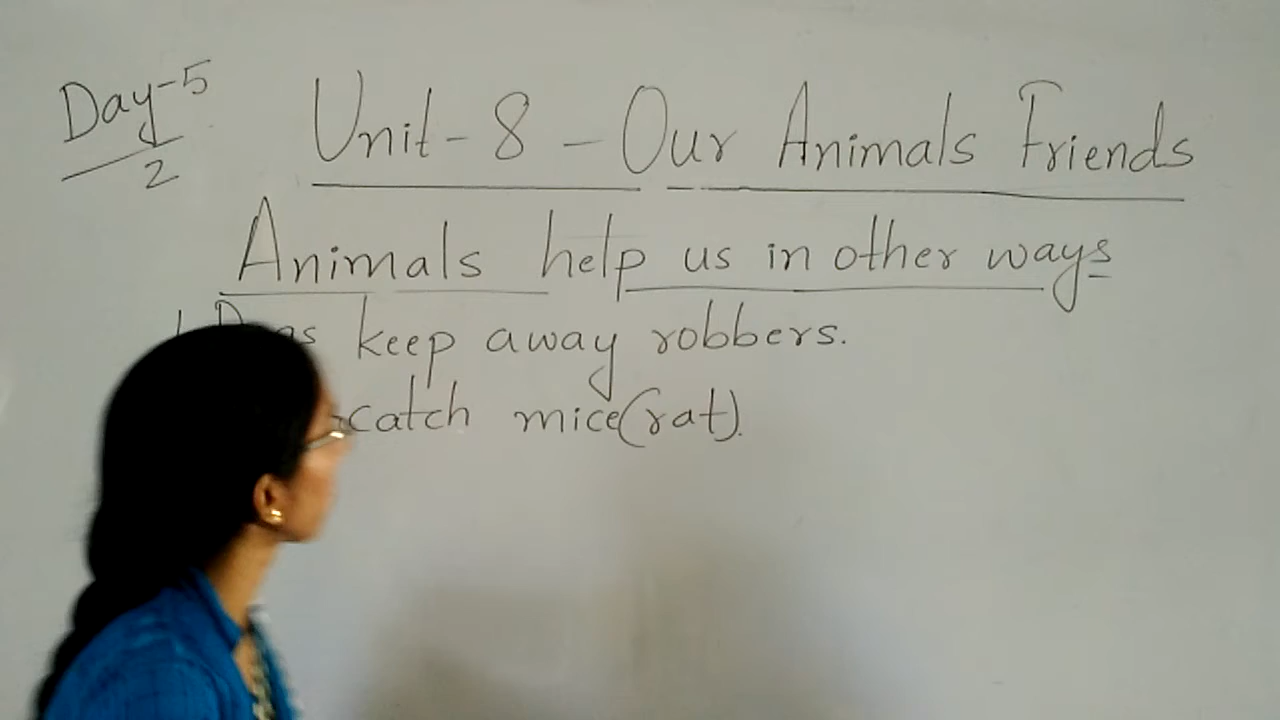 Day-5
2
Unit-8 - Our Animals Friends
Animals help us in other ways
keep away robbers.
catch mice(rat).